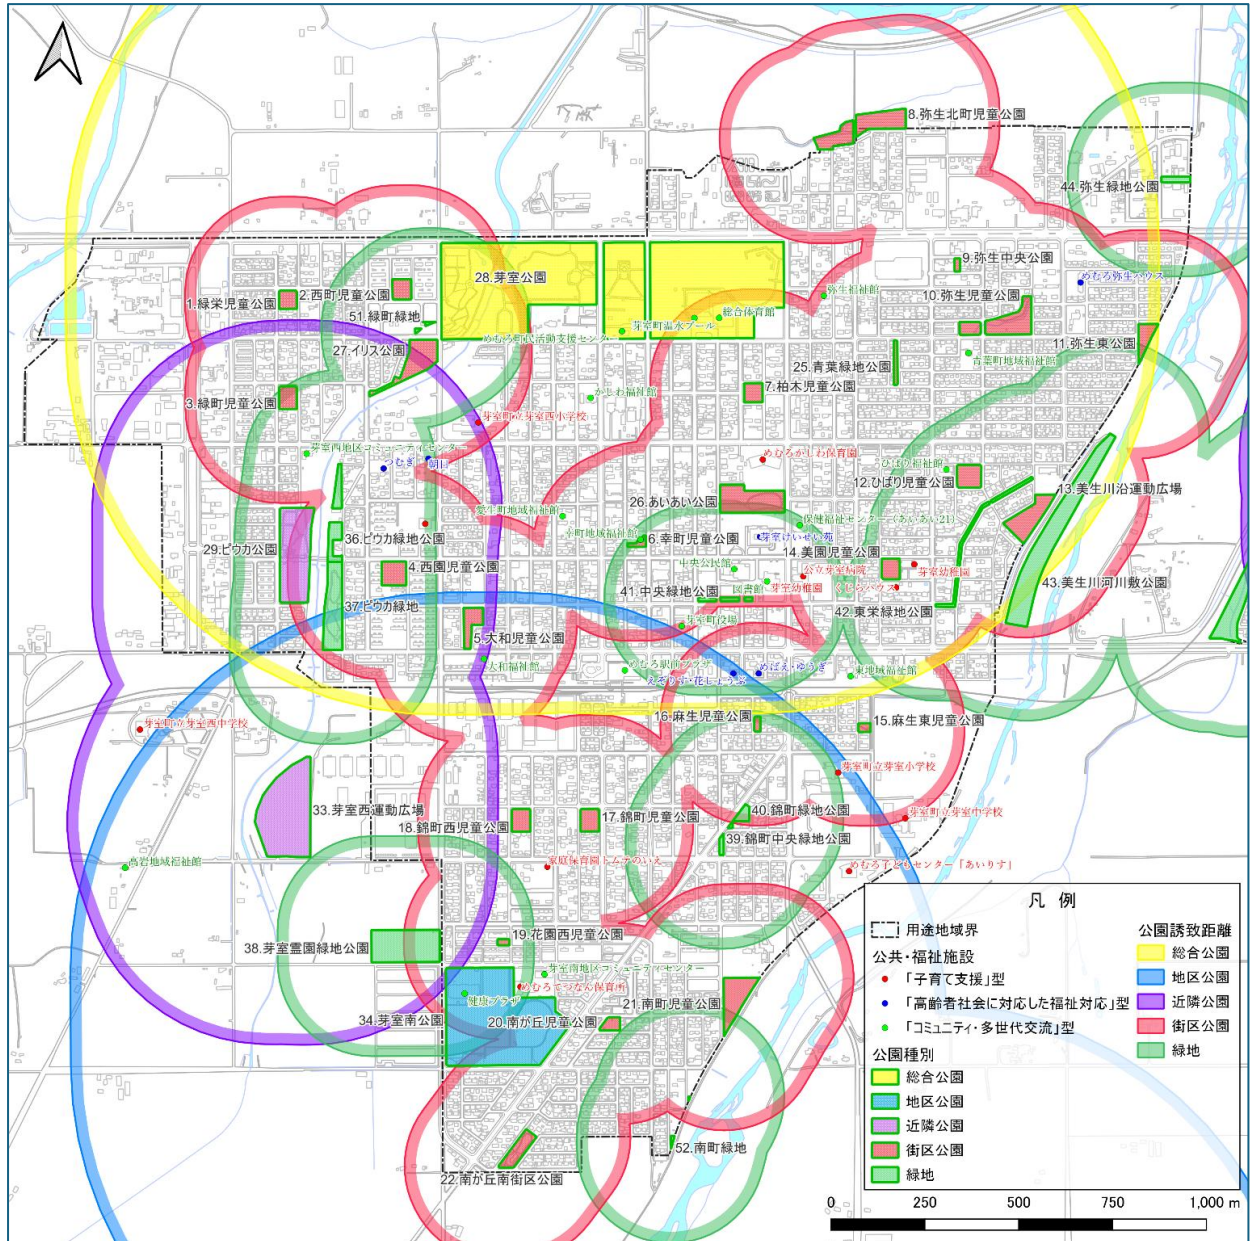 8.弥生北町児童公園
44.弥生緑地公園
28.芽室公園
9.弥生中央公園
めむろ弥生ハウス
1.緑栄児童公園
2.西町児童公園
弥生福祉館
10.弥生児童公園
51.緑町緑地
総合体育館
芽室町温水プール
めむろ町民活動支援センター
27.イリス公園
11.弥生東公園
青葉町地域福祉館
25.青葉緑地公園
7.柏木児童公園
3.緑町児童公園
かしわ福祉館
芽室町立芽室西小学校
芽室西地区コミュニティセンター
つむぎ
朝日
めむろかしわ保育園
ひばり福祉館
12.ひばり児童公園
13.美生川沿運動広場
26.あいあい公園
愛生町地域福祉館
保健福祉センター(あいあい21)
36.ピウカ緑地公園
幸町地域福祉館
6.幸町児童公園
芽室けいせい苑
29.ピウカ公園
14.美園児童公園
4.西園児童公園
中央公民館
公立芽室病院
芽室幼稚園
43.美生川河川敷公園
41.中央緑地公園
図書館
芽室幼稚園
くじらハウス
37.ピウカ緑地
42.東栄緑地公園
5.大和児童公園
芽室町役場
大和福祉館
めむろ駅前プラザ
めばえ・ゆうぎ
えぞりす・花しょうぶ
東地域福祉館
芽室町立芽室西中学校
16.麻生児童公園
15.麻生東児童公園
芽室町立芽室小学校
33.芽室西運動広場
40.錦町緑地公園
芽室町立芽室中学校
18.錦町西児童公園
17.錦町児童公園
39.錦町中央緑地公園
高岩地域福祉館
家庭保育園トムテのいえ
めむろ子どもセンター「あいりす」
38.芽室霊園緑地公園
19.花園西児童公園
芽室南地区コミュニティセンター
めむろてつなん保育所
健康プラザ
34.芽室南公園
20.南が丘児童公園
21.南町児童公園
52.南町緑地
22.南が丘南街区公園
凡 例
用途地域界
公共・福祉施設
「子育て支援」型
「高齢者社会に対応した福祉対応」型
「コミュニティ・多世代交流」型
公園種別
総合公園
地区公園
近隣公園
街区公園
緑地
公園誘致距離
総合公園
地区公園
近隣公園
街区公園
緑地
0 250 500 750 1,000 m